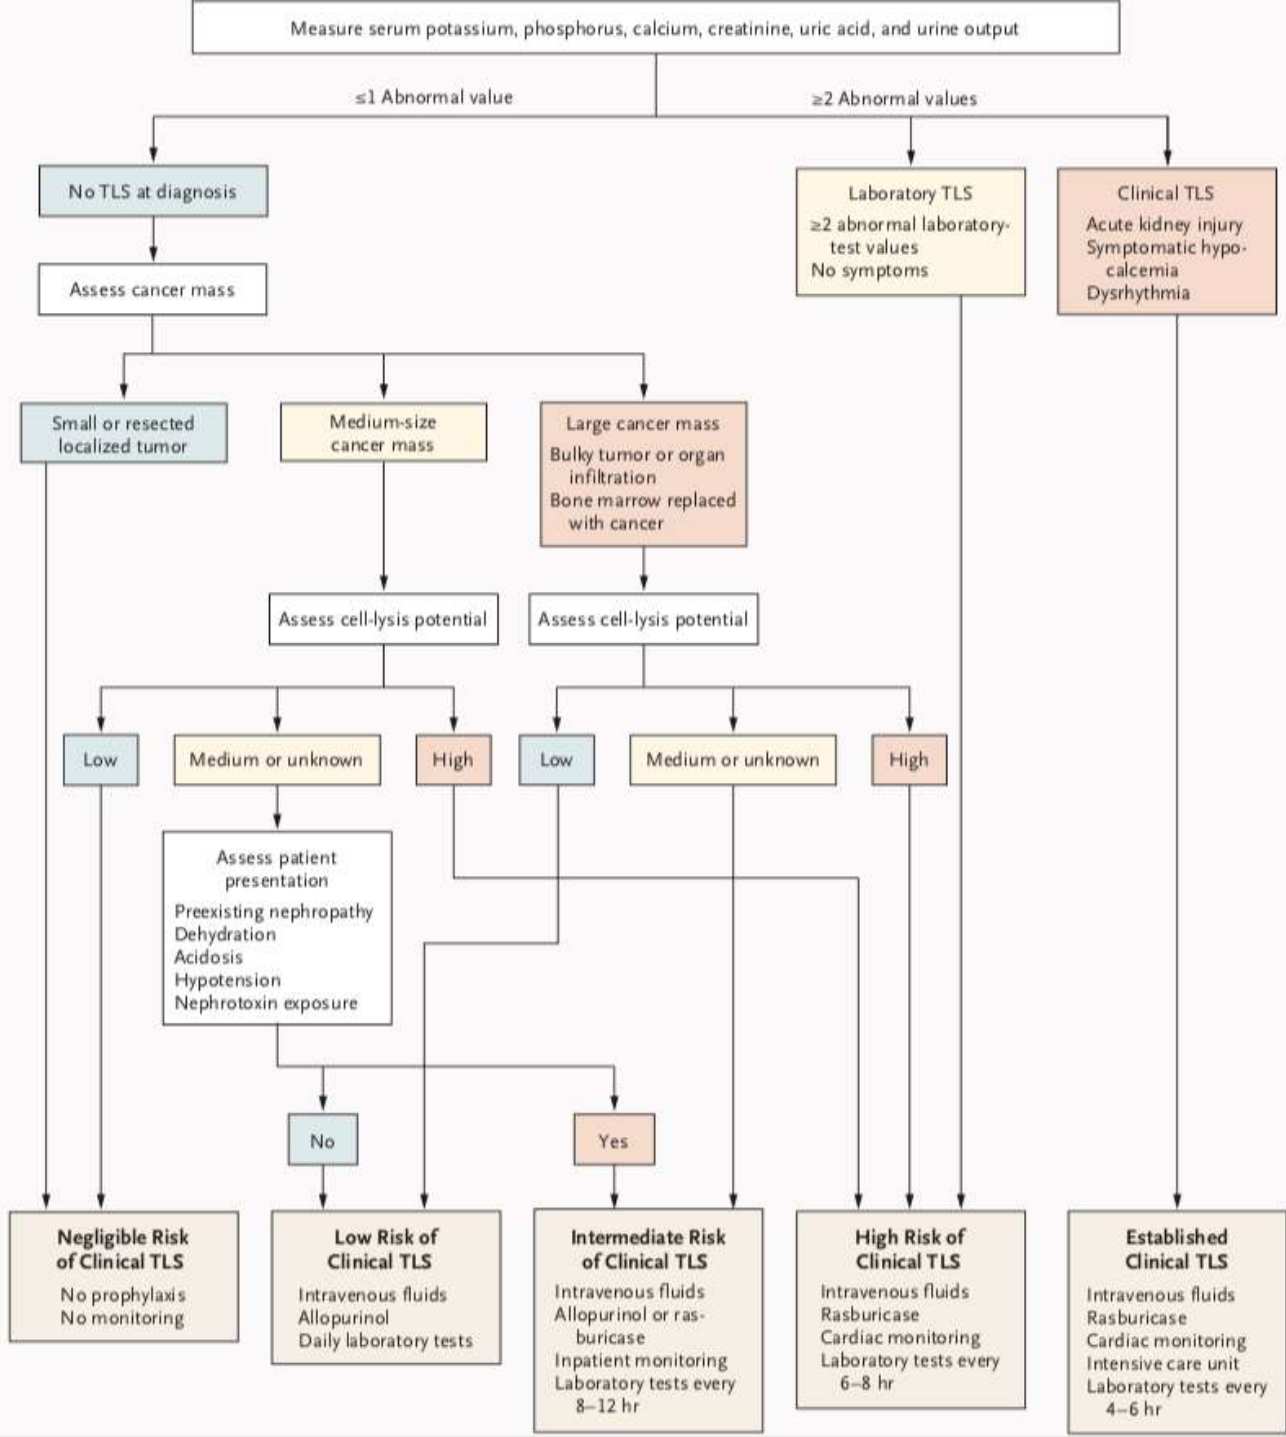 Measure serum potassium, phosphorus, calcium, creatinine, uric acid, and urine output
≤1 Abnormal value
≥2 Abnormal values
No TLS at diagnosis
Laboratory TLS
≥2 abnormal laboratory-
test values
No symptoms
Clinical TLS
Acute kidney injury
Symptomatic hypo-
calcemia
Dysrhythmia
Assess cancer mass
Small or resected
localized tumor
Medium-size
cancer mass
Large cancer mass
Bulky tumor or organ
infiltration
Bone marrow replaced
with cancer
Assess cell-lysis potential
Assess cell-lysis potential
Low
Medium or unknown
High
Low
Medium or unknown
High
Assess patient
presentation
Preexisting nephropathy
Dehydration
Acidosis
Hypotension
Nephrotoxin exposure
No
Yes
Negligible Risk
of Clinical TLS
No prophylaxis
No monitoring
Low Risk of
Clinical TLS
Intravenous fluids
Allopurinol
Daily laboratory tests
Intermediate Risk
of Clinical TLS
Intravenous fluids
Allopurinol or ras-
buricase
Inpatient monitoring
Laboratory tests every
8–12 hr
High Risk of
Clinical TLS
Intravenous fluids
Rasburicase
Cardiac monitoring
Laboratory tests every
6–8 hr
Established
Clinical TLS
Intravenous fluids
Rasburicase
Cardiac monitoring
Intensive care unit
Laboratory tests every
4–6 hr